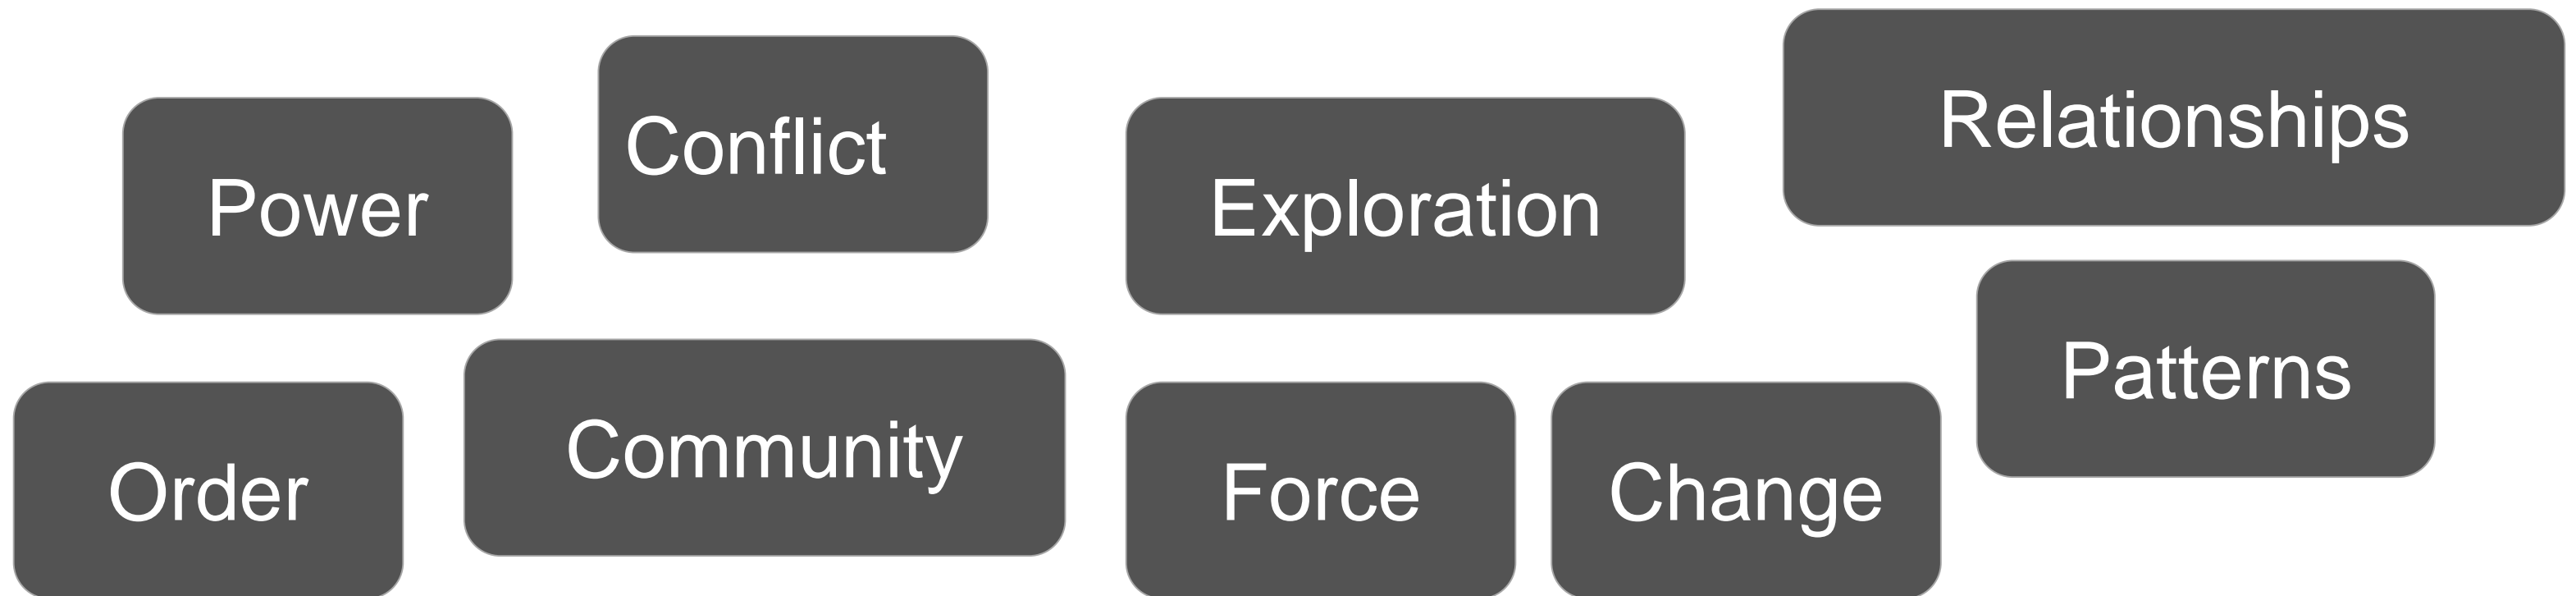 Relationships
Conflict
Power
Exploration
Patterns
Community
Order
Force
Change